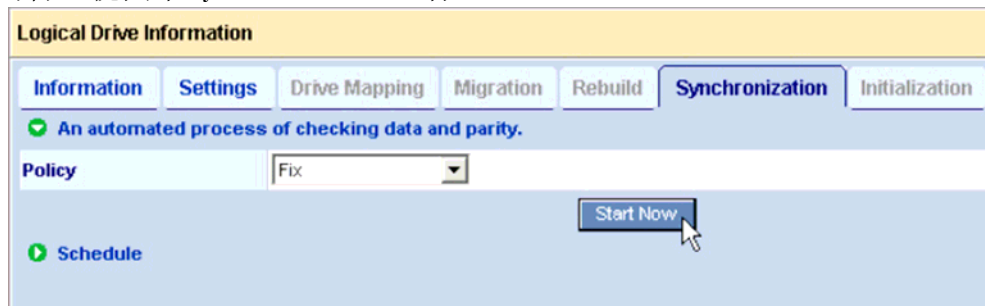 Logical Drive Information
Information Settings Drive Mapping Migration Rebuild Synchronization Initialization
An automated process of checking data and parity.
Policy Fix
Start Now
Schedule